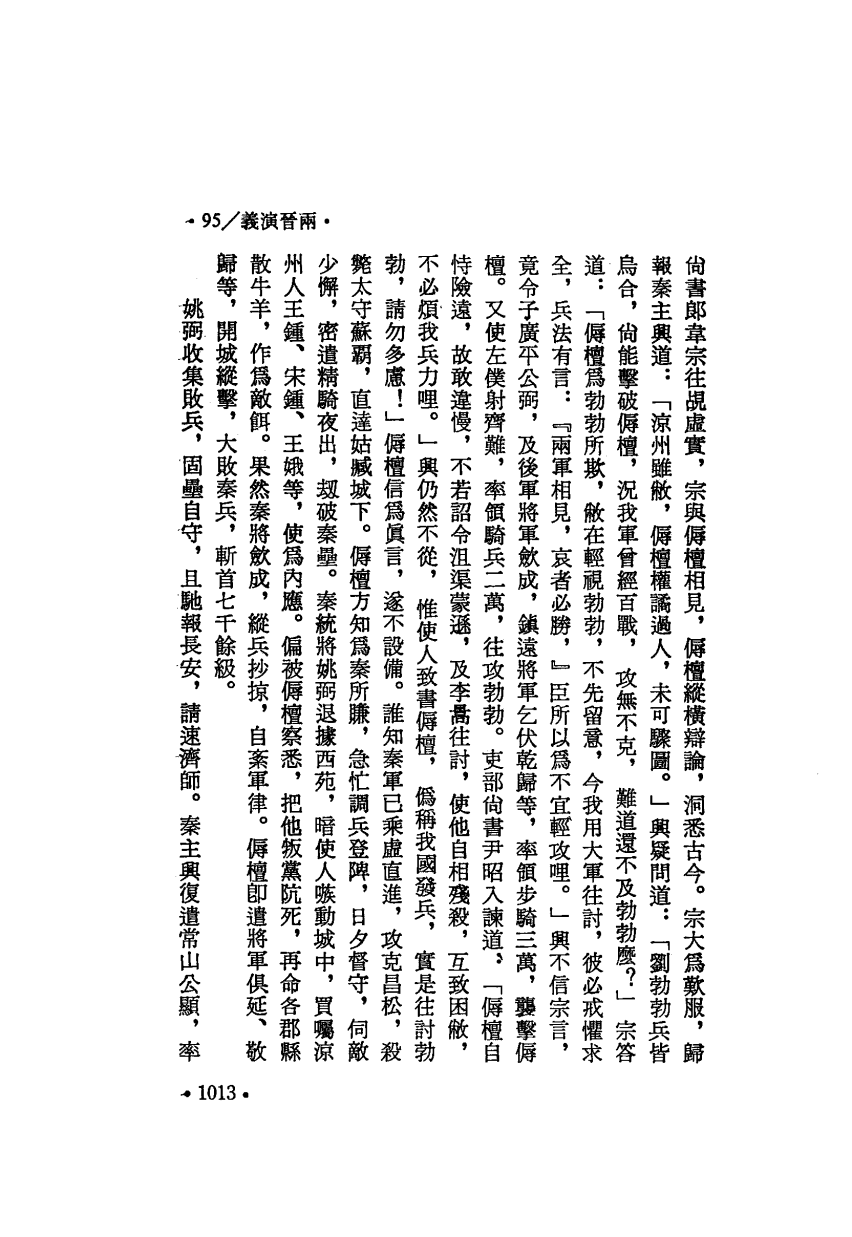 ·95／義演晉兩·
尙書郎韋宗往覘虛實，宗與傉檀相見，傉檀縱橫辯論，洞悉古今。宗大爲歎服，歸
報秦主興道：「涼州雖敝，傉檀權譎過人，未可驟圖。」興疑問道：「劉勃勃兵皆
烏合，尙能擊破傉檀，況我軍曾經百戰，攻無不克，難道還不及勃勃麼？」宗答
道：「傉檀爲勃勃所欺，敝在輕視勃勃，不先留意，今我用大軍往討，彼必戒懼求
全，兵法有言：『兩軍相見，哀者必勝，』臣所以爲不宜輕攻哩。」興不信宗言，
竟令子廣平公弼，及後軍將軍斂成，鎭遠將軍乞伏乾歸等，率領步騎三萬，襲擊傉
檀。又使左僕射齊難，率領騎兵二萬，往攻勃勃。吏部尙書尹昭入諫道：「傉檀自
恃險遠，故敢違慢，不若詔令沮渠蒙遜，及李暠往討，使他自相殘殺，互致困敝，
不必煩我兵力哩。」興仍然不從，惟使人致書傉檀，僞稱我國發兵，實是往討勃
勃，請勿多慮！」傉檀信爲眞言，遂不設備。誰知秦軍已乘虛直進，攻克昌松，殺
斃太守蘇霸，直達姑臧城下。傉檀方知爲秦所賺，急忙調兵登陴，日夕督守，伺敵
少懈，密遣精騎夜出，刼破秦壘。秦統將姚弼退據西苑，暗使人嗾動城中，買囑涼
州人王鍾、宋鍾、王娥等，使爲內應。偏被傉檀察悉，把他叛黨阬死，再命各郡縣
散牛羊，作爲敵餌。果然秦將斂成，縱兵抄掠，自紊軍律。傉檀卽遣將軍俱延、敬
歸等，開城縱擊，大敗秦兵，斬首七千餘級。
姚弼收集敗兵，固壘自守，且馳報長安，請速濟師。秦主興復遣常山公顯，率
·1013·